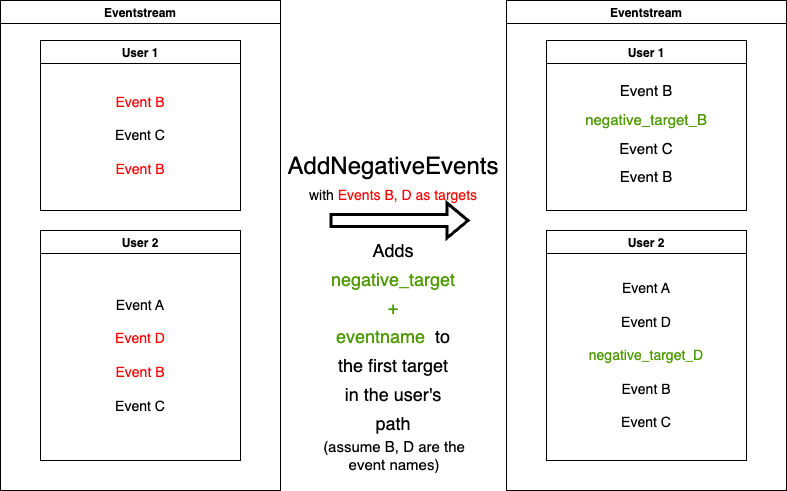 Eventstream
User 1
Event B
Event C
Event B
User 2
Event A
Event D
Event B
Event C
AddNegativeEvents
with Events B, D as targets
Adds
negative_target
+
eventname to
the first target
in the user's
path
(assume B, D are the
event names)
Eventstream
User 1
Event B
negative_target_B
Event C
Event B
User 2
Event A
Event D
negative_target_D
Event B
Event C